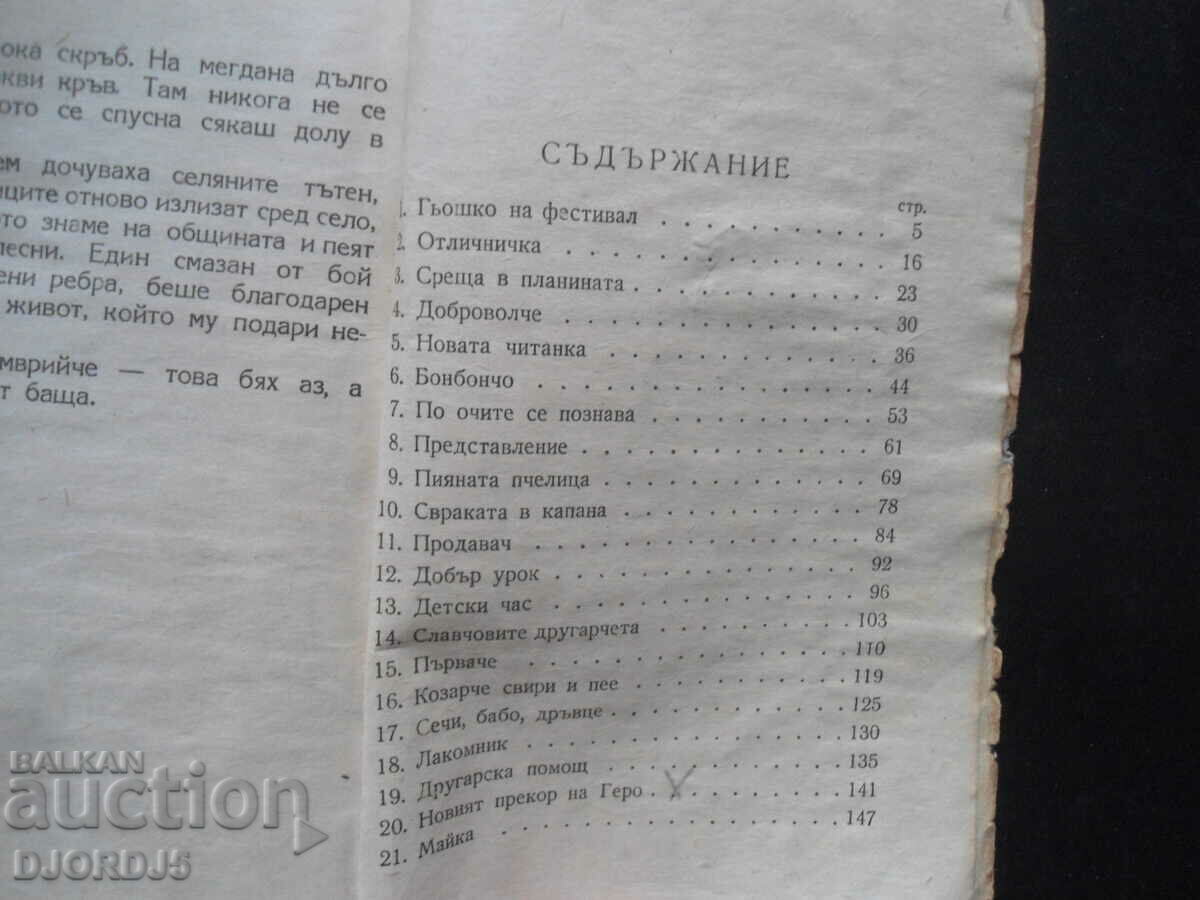 ока скръб. На мегдана дълго
кви кръв. Там никога не се
ото се спусна сякаш долу в
ем дочуваха селяните тътен,
ците отново излизат сред село,
то знаме на общината и пеят
песни. Един смазан от бой
ени ребра, беше благодарен
живот, който му подари не-
мврийче — това бях аз, а
т баща.
СЪДЪРЖАНИЕ
стр.
1. Гьошко на фестивал . . . . . . . . . . 5
2. Отличничка . . . . . . . . . . . . . 16
3. Среща в планината . . . . . . . . . . 23
4. Доброволче . . . . . . . . . . . . . 30
5. Новата читанка . . . . . . . . . . . . 36
6. Бонбончо . . . . . . . . . . . . . . 44
7. По очите се познава . . . . . . . . . . 53
8. Представление . . . . . . . . . . . . 61
9. Пияната пчелица . . . . . . . . . . . 69
10. Свраката в капана . . . . . . . . . . 78
11. Продавач . . . . . . . . . . . . . . 84
12. Добър урок . . . . . . . . . . . . . 92
13. Детски час . . . . . . . . . . . . . 96
14. Славчовите другарчета . . . . . . . . . 103
15. Първаче . . . . . . . . . . . . . . 110
16. Козарче свири и пее . . . . . . . . . . 119
17. Сечи, бабо, дръвце . . . . . . . . . . 125
18. Лакомник . . . . . . . . . . . . . . 130
19. Другарска помощ . . . . . . . . . . . 135
20. Новият прекор на Геро . . . . . . . . . 141
21. Майка . . . . . . . . . . . . . . . 147
BALKAN
auction
DJORDJ5